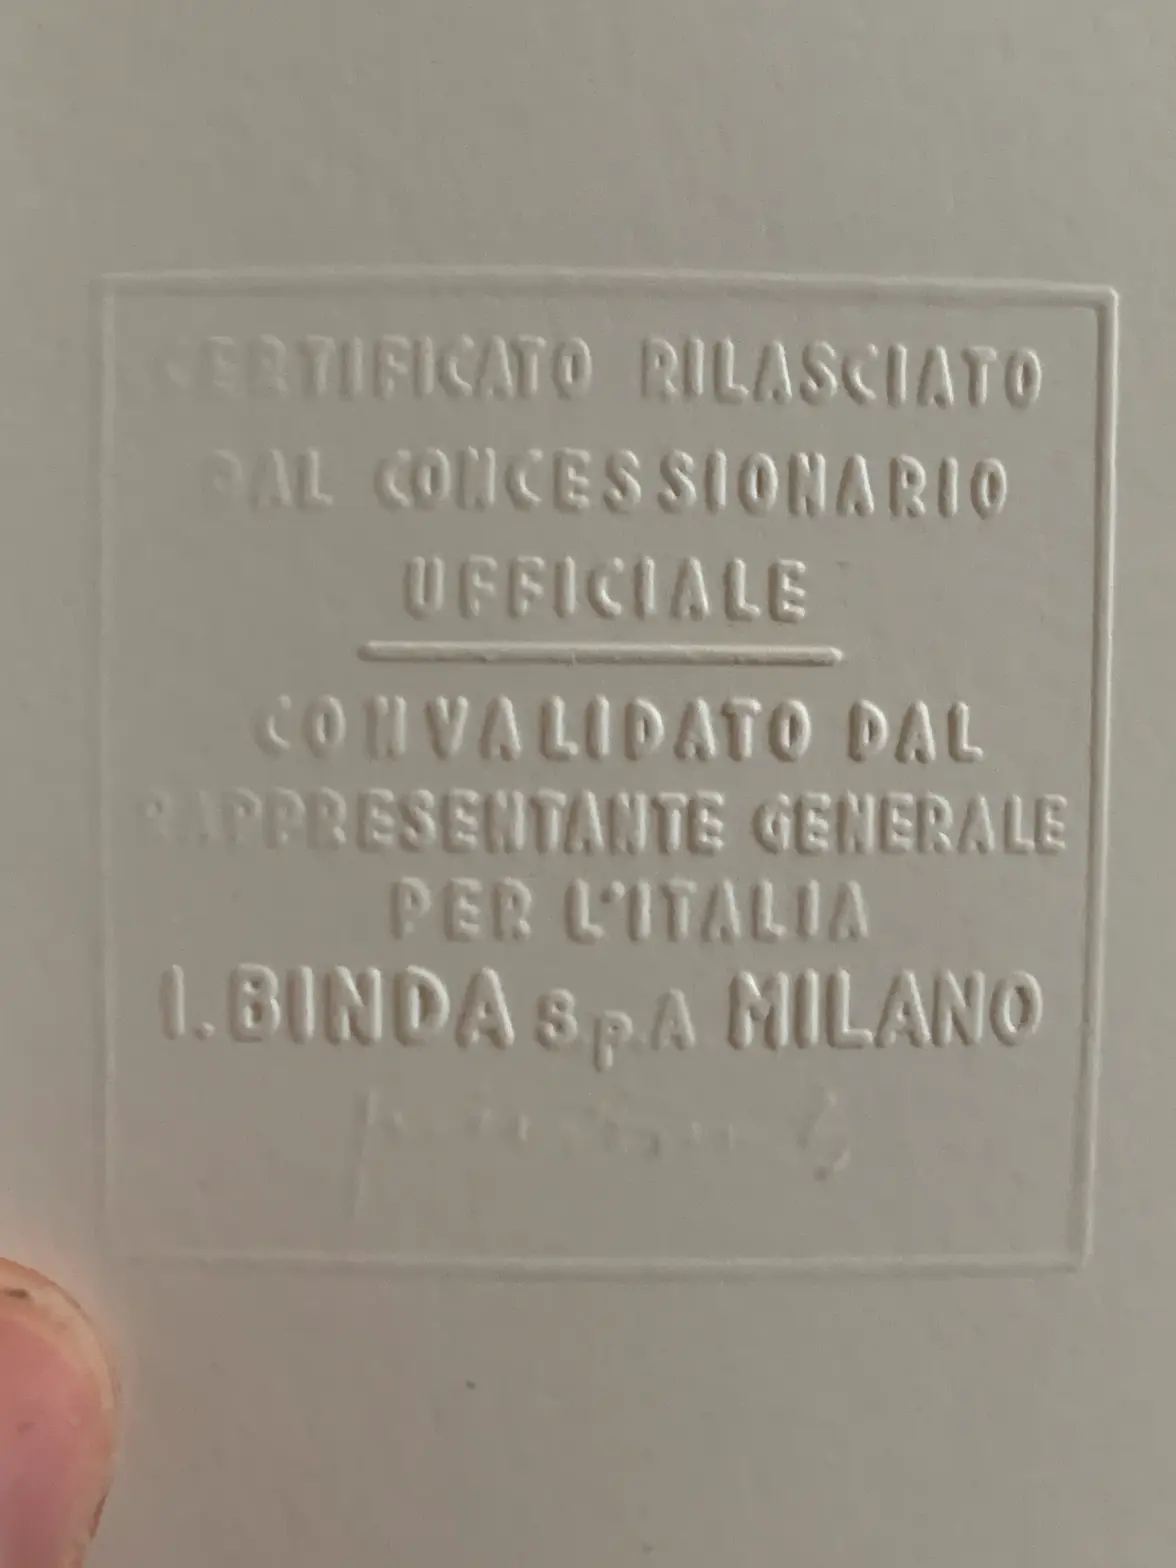 CERTIFICATO RILASCIATO
DAL CONCESSIONARIO
UFFICIALE
CONVALIDATO DAL
RAPPRESENTANTE GENERALE
PER L'ITALIA
I. BINDA SpA MILANO